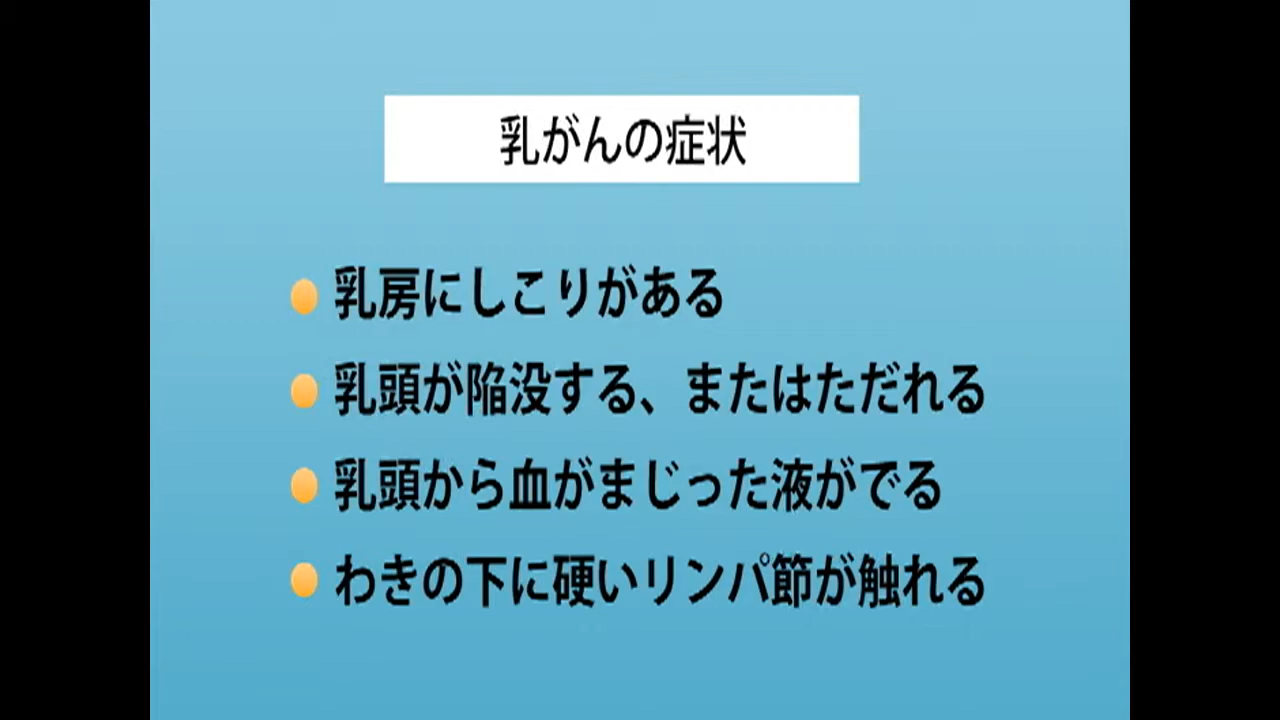 乳がんの症状
乳房にしこりがある
乳頭が陥没する、またはただれる
乳頭から血がまじった液がでる
わきの下に硬いリンパ節が触れる